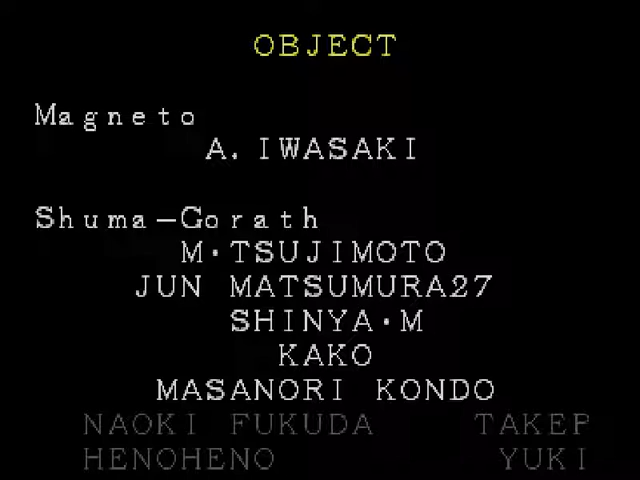 OBJECT
Magneto
A. IWASAKI
Shuma-Gorath
M·TSUJIMOTO
JUN MATSUMURA27
SHINYA·M
KAKO
MASANORI KONDO
NAOKI FUKUDA TAKEP
HENOHENO YUKI